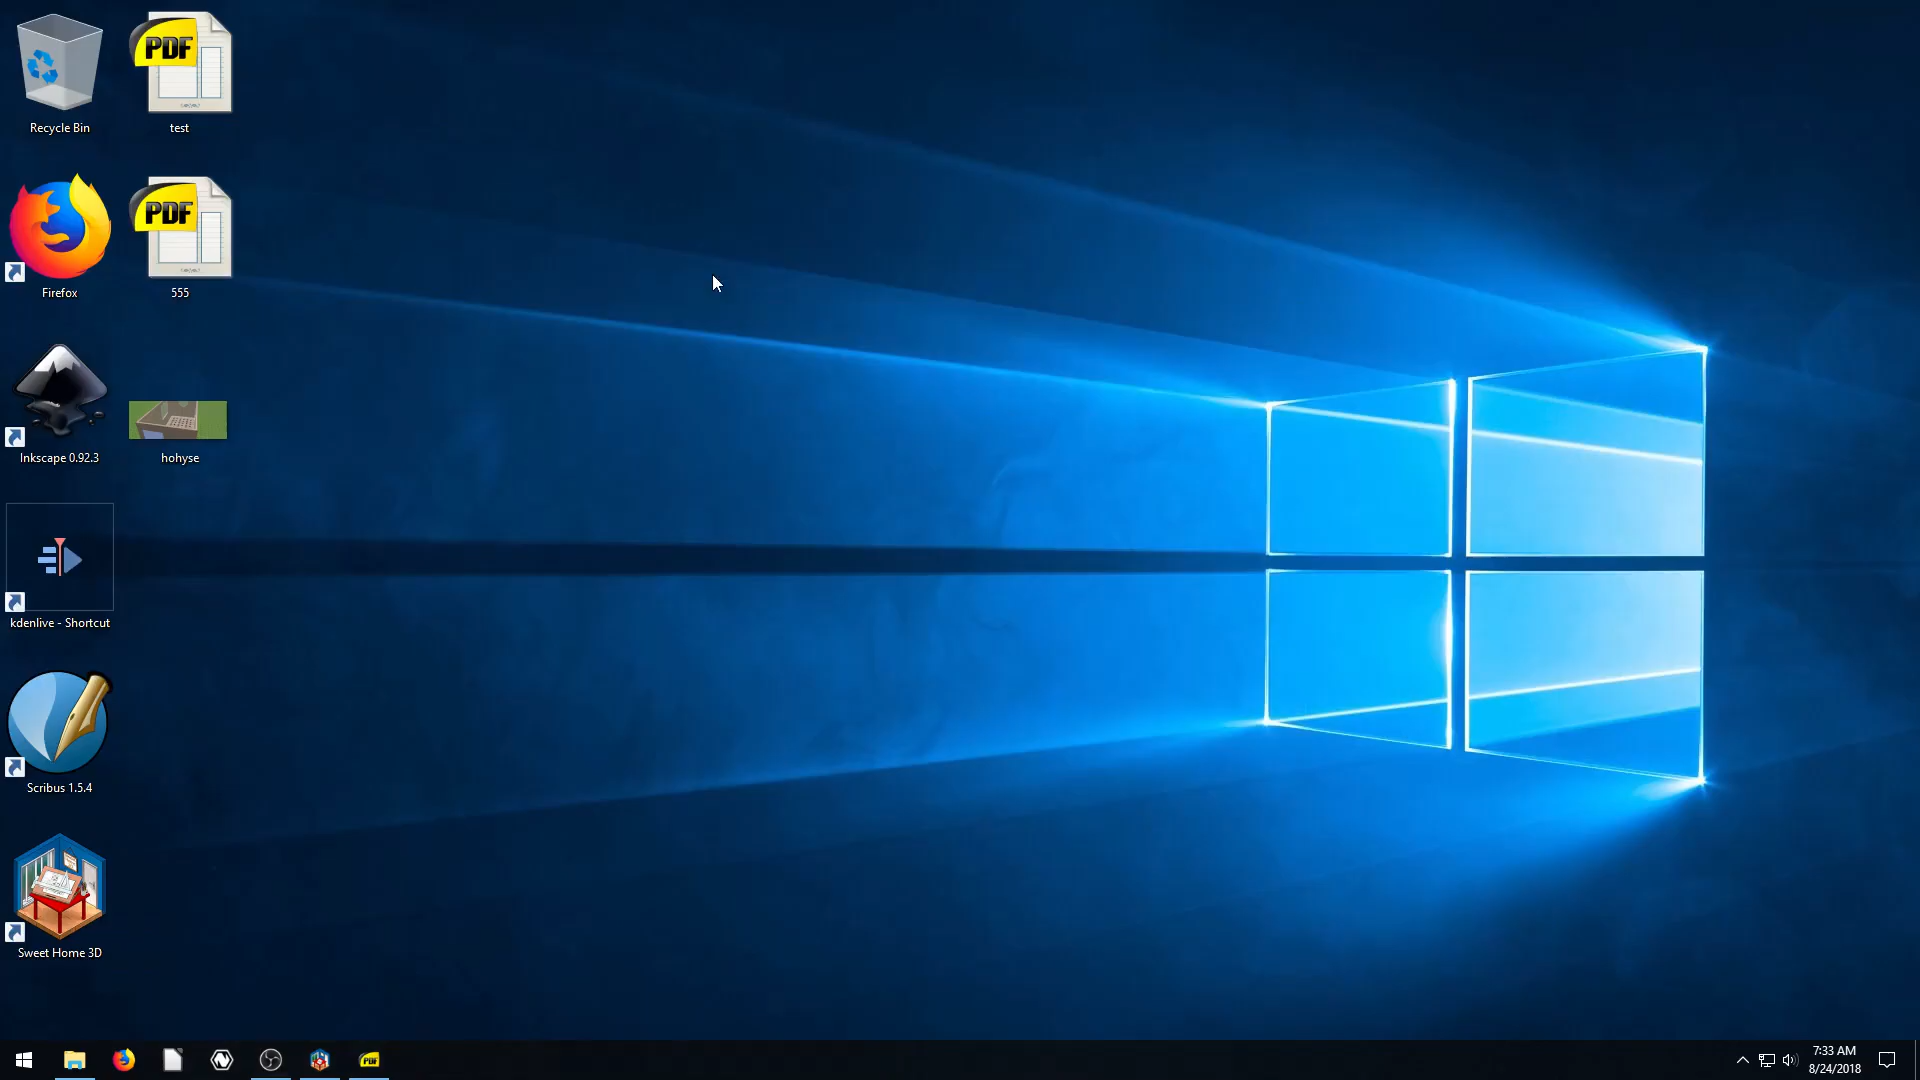 Recycle Bin
PDF
test
Firefox
PDF
555
Inkscape 0.92.3
hohyse
kdenlive - Shortcut
Scribus 1.5.4
Sweet Home 3D
PDF
7:33 AM
8/24/2018